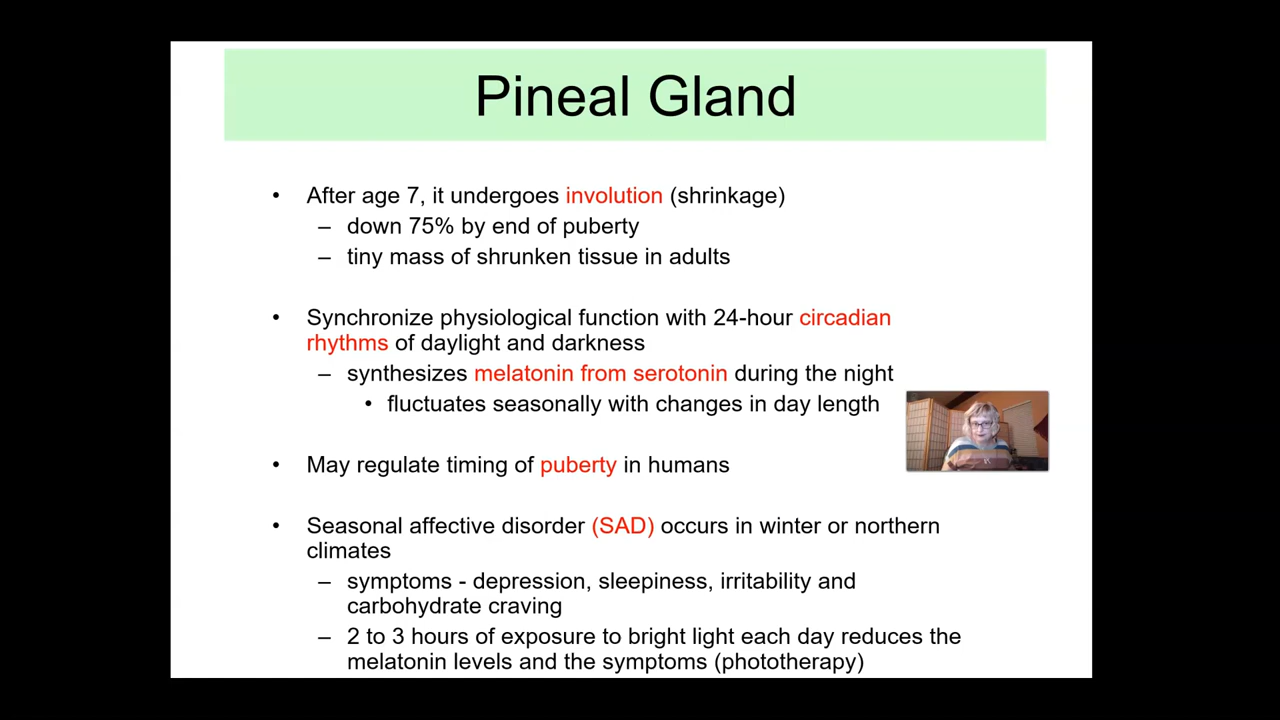 Pineal Gland
• After age 7, it undergoes involution (shrinkage)
– down 75% by end of puberty
– tiny mass of shrunken tissue in adults
• Synchronize physiological function with 24-hour circadian
rhythms of daylight and darkness
– synthesizes melatonin from serotonin during the night
• fluctuates seasonally with changes in day length
• May regulate timing of puberty in humans
• Seasonal affective disorder (SAD) occurs in winter or northern
climates
– symptoms - depression, sleepiness, irritability and
carbohydrate craving
– 2 to 3 hours of exposure to bright light each day reduces the
melatonin levels and the symptoms (phototherapy)